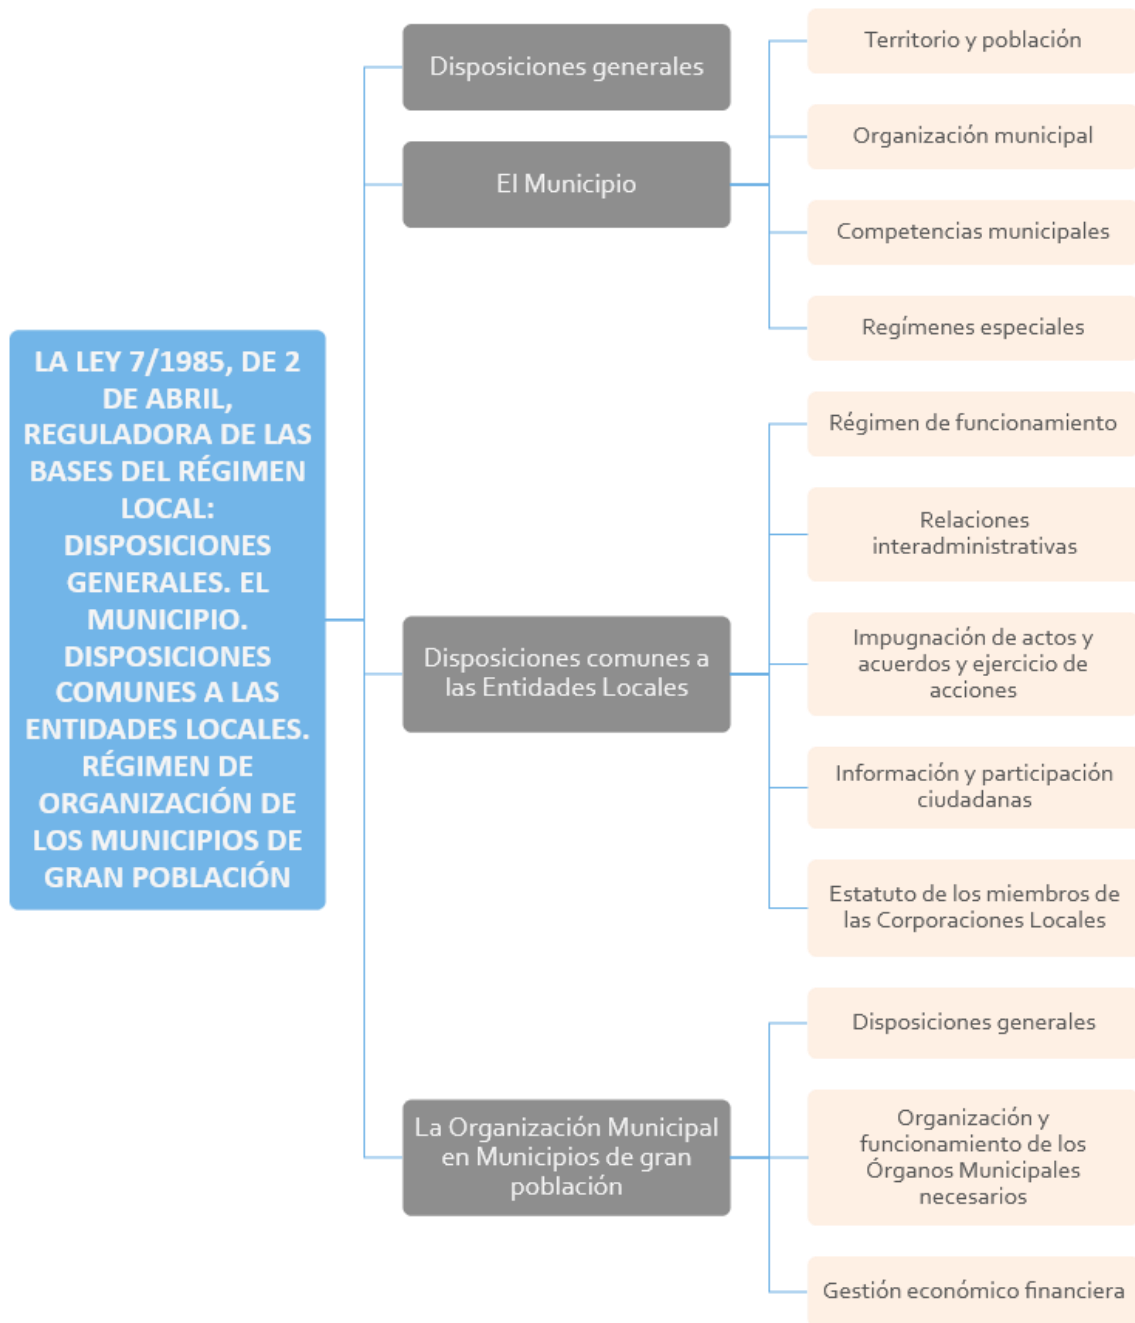 LA LEY 7/1985, DE 2
DE ABRIL,
REGULADORA DE LAS
BASES DEL RÉGIMEN
LOCAL:
DISPOSICIONES
GENERALES. EL
MUNICIPIO.
DISPOSICIONES
COMUNES A LAS
ENTIDADES LOCALES.
RÉGIMEN DE
ORGANIZACIÓN DE
LOS MUNICIPIOS DE
GRAN POBLACIÓN
Disposiciones generales
El Municipio
Territorio y población
Organización municipal
Competencias municipales
Regímenes especiales
Disposiciones comunes a
las Entidades Locales
Régimen de funcionamiento
Relaciones
interadministrativas
Impugnación de actos y
acuerdos y ejercicio de
acciones
Información y participación
ciudadanas
Estatuto de los miembros de
las Corporaciones Locales
La Organización Municipal
en Municipios de gran
población
Disposiciones generales
Organización y
funcionamiento de los
Órganos Municipales
necesarios
Gestión económico financiera